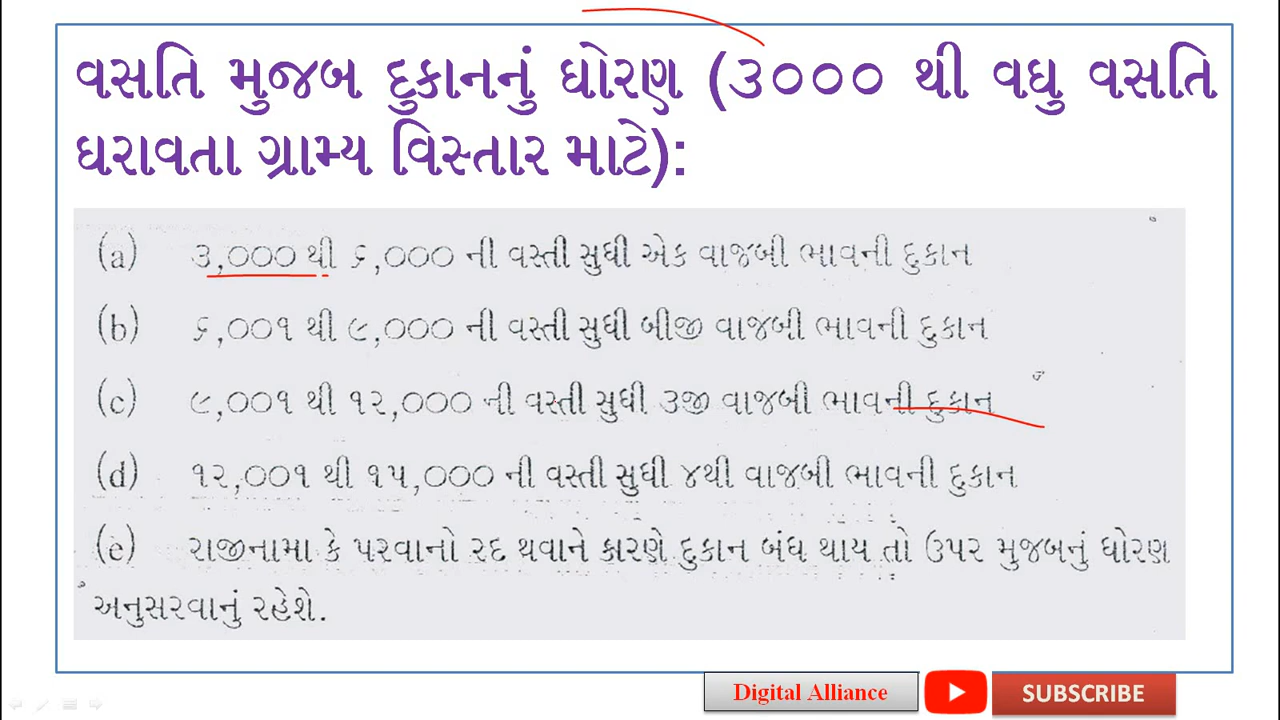 વસતિ મુજબ દુકાનનું ધોરણ (૩૦૦૦ થી વધુ વસતિ
ધરાવતા ગ્રામ્ય વિસ્તાર માટે):
(a) ૩,૦૦૦ થી ૬,૦૦૦ ની વસ્તી સુધી એક વાજબી ભાવની દુકાન
(b) ૬,૦૦૧ થી ૯,૦૦૦ ની વસ્તી સુધી બીજી વાજબી ભાવની દુકાન
(c) ૯,૦૦૧ થી ૧૨,૦૦૦ ની વસ્તી સુધી ૩જી વાજબી ભાવની દુકાન
(d) ૧૨,૦૦૧ થી ૧૫,૦૦૦ ની વસ્તી સુધી ૪થી વાજબી ભાવની દુકાન
(e) રાજીનામા કે પરવાનો રદ થવાને કારણે દુકાન બંધ થાય તો ઉપર મુજબનું ધોરણ
અનુસરવાનું રહેશે.
Digital Alliance
SUBSCRIBE